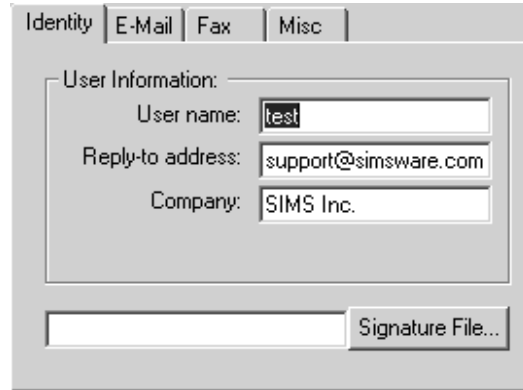 Identity E-Mail Fax Misc
User Information:
User name: test
Reply-to address: support@simsware.com
Company: SIMS Inc.
Signature File...